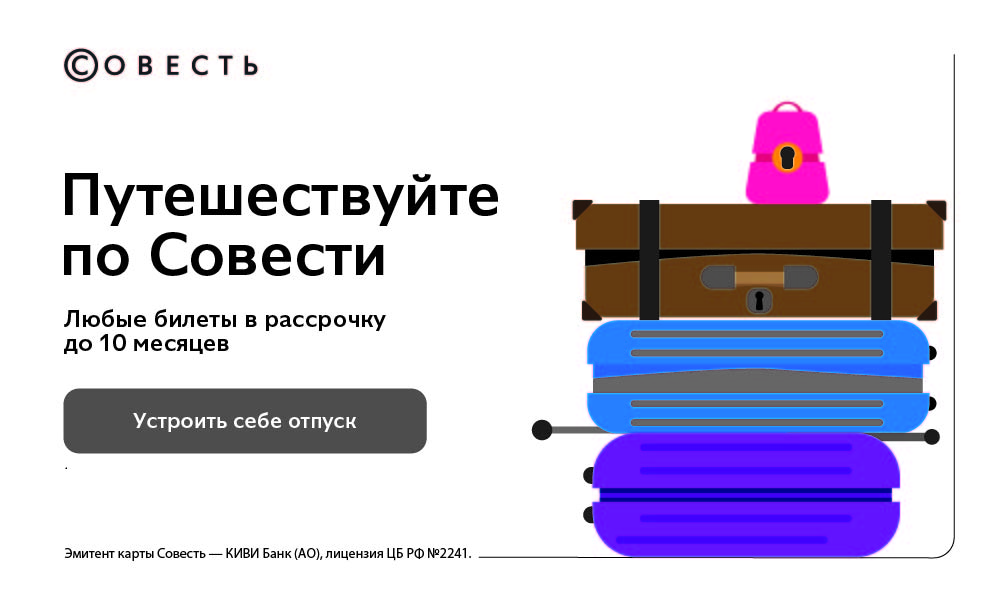 ©ОВЕСТЬ
Путешествуйте
по Совести
Любые билеты в рассрочку
до 10 месяцев
Устроить себе отпуск
.
Эмитент карты Совесть — КИВИ Банк (АО), лицензия ЦБ РФ №2241.